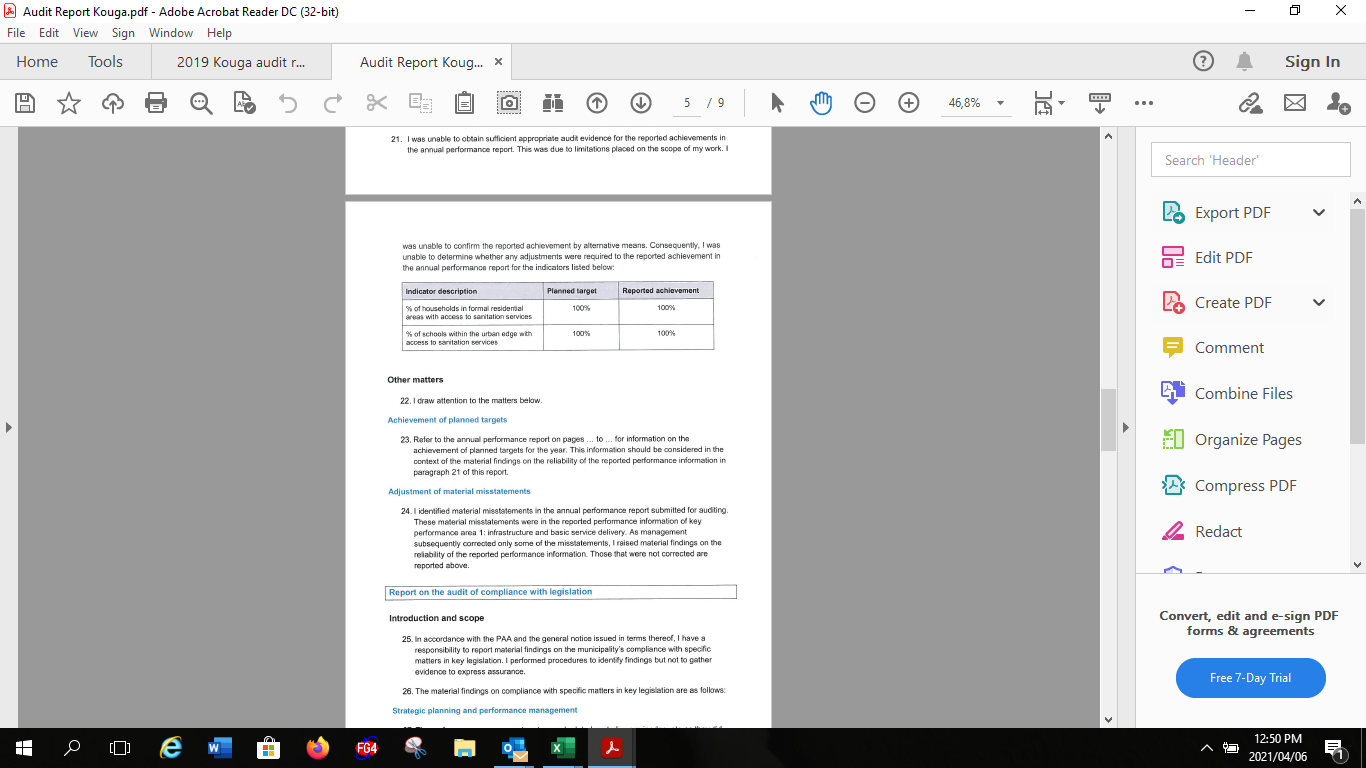 Audit Report Kouga.pdf - Adobe Acrobat Reader DC (32-bit)
File Edit View Sign Window Help
Home Tools 2019 Kouga audit r... Audit Report Koug... × Sign In
5 / 9 46,8%
21. I was unable to obtain sufficient appropriate audit evidence for the reported achievements in
the annual performance report. This was due to limitations placed on the scope of my work. I
was unable to confirm the reported achievement by alternative means. Consequently, I was
unable to determine whether any adjustments were required to the reported achievement in
the annual performance report for the indicators listed below:
Indicator description Planned target Reported achievement
% of households in formal residential
areas with access to sanitation services 100% 100%
% of schools within the urban edge with
access to sanitation services 100% 100%
Other matters
22. I draw attention to the matters below.
Achievement of planned targets
23. Refer to the annual performance report on pages ... to ... for information on the
achievement of planned targets for the year. This information should be considered in the
context of the material findings on the reliability of the reported performance information in
paragraph 21 of this report.
Adjustment of material misstatements
24. I identified material misstatements in the annual performance report submitted for auditing.
These material misstatements were in the reported performance information of key
performance area 1: infrastructure and basic service delivery. As management
subsequently corrected only some of the misstatements, I raised material findings on the
reliability of the reported performance information. Those that were not corrected are
reported above.
Report on the audit of compliance with legislation
Introduction and scope
25. In accordance with the PAA and the general notice issued in terms thereof, I have a
responsibility to report material findings on the municipality's compliance with specific
matters in key legislation. I performed procedures to identify findings but not to gather
evidence to express assurance.
26. The material findings on compliance with specific matters in key legislation are as follows:
Strategic planning and performance management
Search 'Header'
Export PDF
Edit PDF
Create PDF
Comment
Combine Files
Organize Pages
Compress PDF
Redact
Convert, edit and e-sign PDF
forms & agreements
Free 7-Day Trial
FG4
12:50 PM
2021/04/06
1